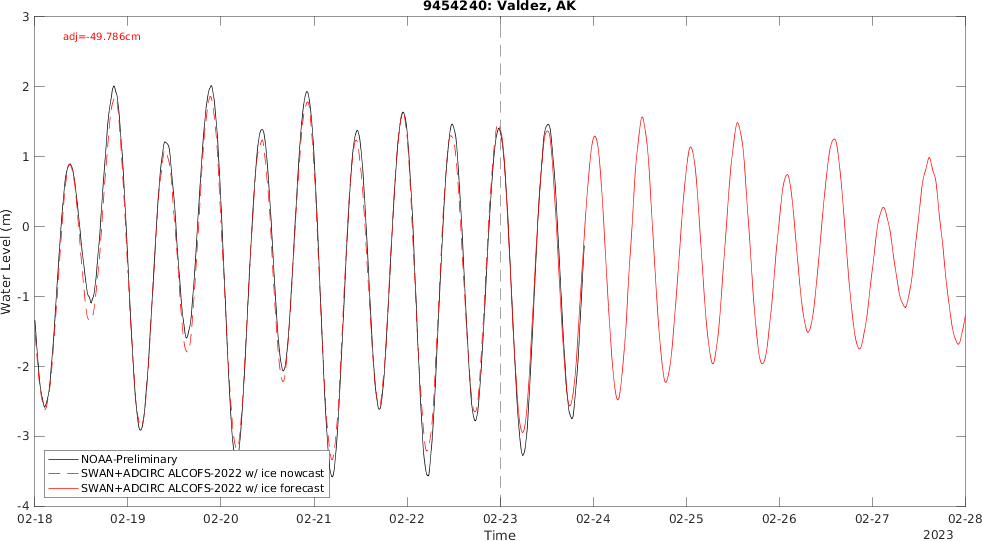 9454240: Valdez, AK
adj=-49.786cm
3
2
1
0
-1
-2
-3
-4
Water Level (m)
NOAA-Preliminary
SWAN+ADCIRC ALCOFS-2022 w/ ice nowcast
SWAN+ADCIRC ALCOFS-2022 w/ ice forecast
02-18 02-19 02-20 02-21 02-22 02-23 02-24 02-25 02-26 02-27 02-28
Time
2023